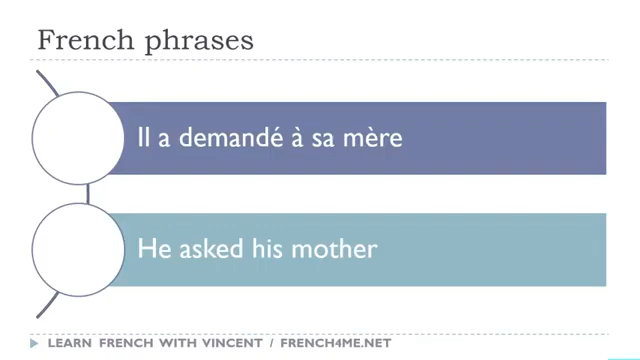 French phrases
Il a demandé à sa mère
He asked his mother
LEARN FRENCH WITH VINCENT / FRENCH4ME.NET